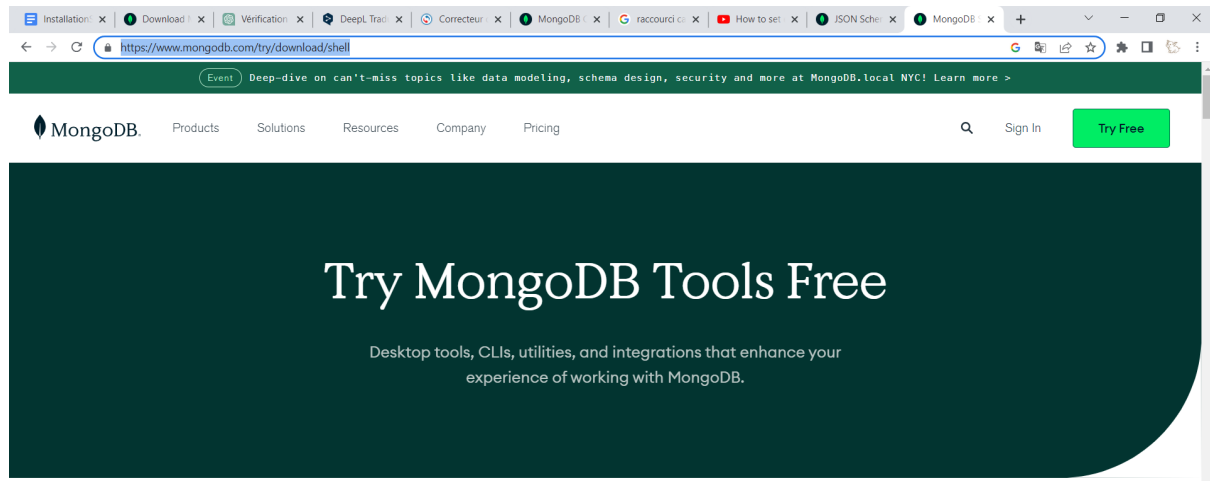 Installation
Download
Vérification
DeepL Trad
Correcteur
MongoDB
raccourci ca
How to set
JSON Schem
MongoDB
https://www.mongodb.com/try/download/shell
Event Deep-dive on can't-miss topics like data modeling, schema design, security and more at MongoDB.local NYC! Learn more >
MongoDB. Products Solutions Resources Company Pricing Sign In Try Free
Try MongoDB Tools Free
Desktop tools, CLIs, utilities, and integrations that enhance your
experience of working with MongoDB.